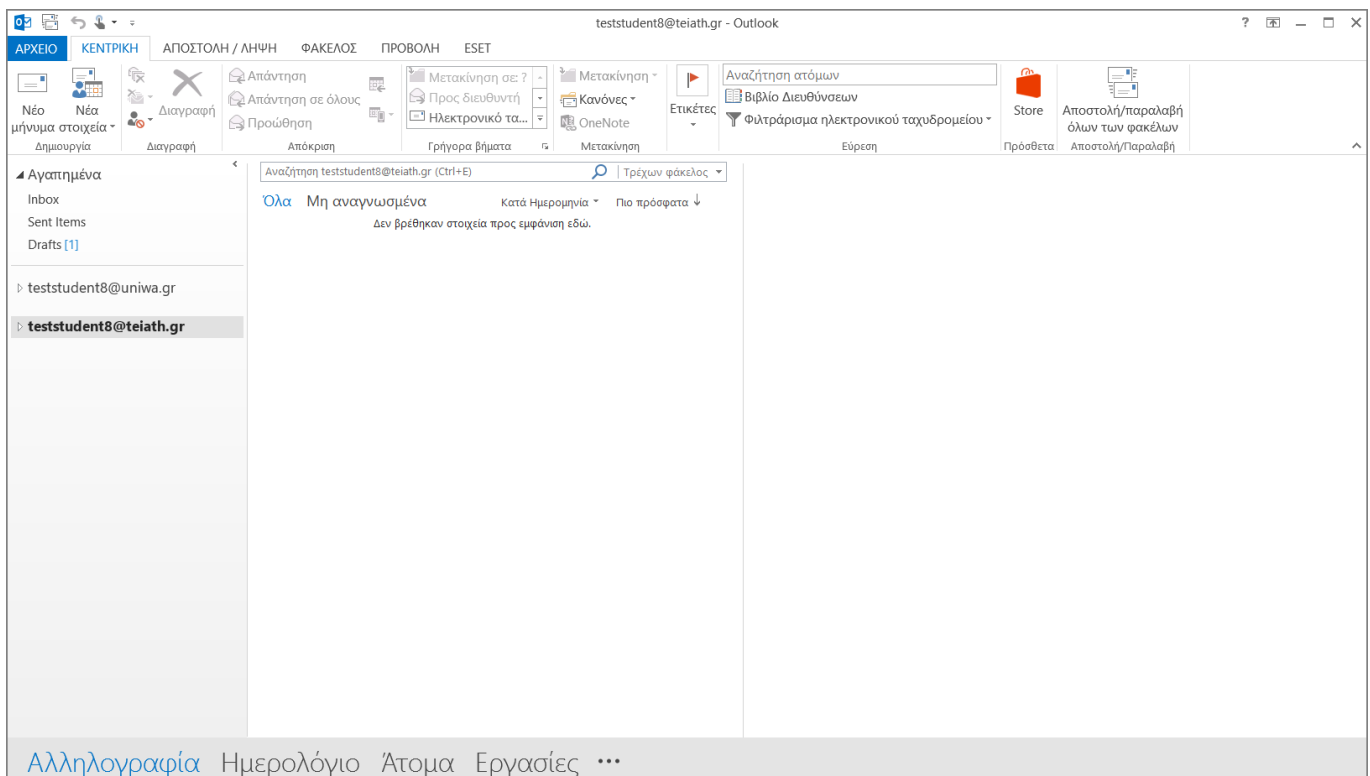 teststudent8@teiath.gr - Outlook
ΑΡΧΕΙΟ ΚΕΝΤΡΙΚΗ ΑΠΟΣΤΟΛΗ / ΛΗΨΗ ΦΑΚΕΛΟΣ ΠΡΟΒΟΛΗ ESET
Νέο μήνυμα
Νέα στοιχεία
Δημιουργία
Διαγραφή
Διαγραφή
Απάντηση
Απάντηση σε όλους
Προώθηση
Απόκριση
Μετακίνηση σε: ?
Προς διευθυντή
Ηλεκτρονικό τα...
Γρήγορα βήματα
Μετακίνηση
Κανόνες
OneNote
Μετακίνηση
Ετικέτες
Αναζήτηση ατόμων
Βιβλίο Διευθύνσεων
Φιλτράρισμα ηλεκτρονικού ταχυδρομείου
Εύρεση
Store
Πρόσθετα
Αποστολή/παραλαβή
όλων των φακέλων
Αποστολή/Παραλαβή
Αγαπημένα
Inbox
Sent Items
Drafts [1]
teststudent8@uniwa.gr
teststudent8@teiath.gr
Αναζήτηση teststudent8@teiath.gr (Ctrl+E) Τρέχων φάκελος
Όλα Μη αναγνωσμένα Κατά Ημερομηνία Πιο πρόσφατα
Δεν βρέθηκαν στοιχεία προς εμφάνιση εδώ.
Αλληλογραφία Ημερολόγιο Άτομα Εργασίες •••